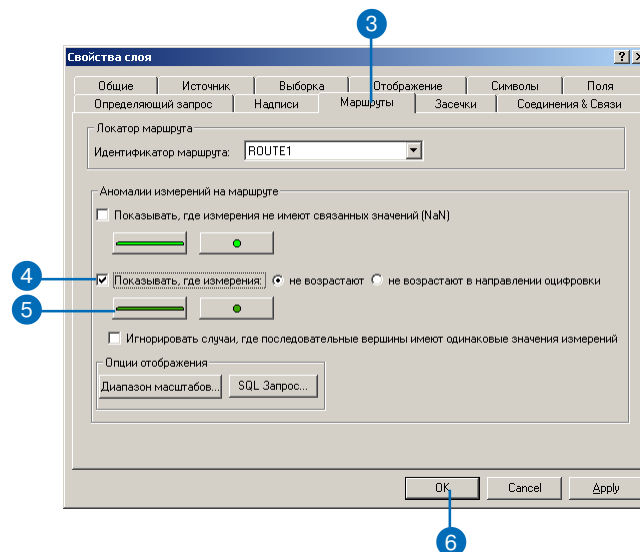 3
Свойства слоя
Общие Источник Выборка Отображение Символы Поля
Определяющий запрос Надписи Маршруты Засечки Соединения & Связи
Локатор маршрута
Идентификатор маршрута: ROUTE1
Аномалии измерений на маршруте
Показывать, где измерения не имеют связанных значений (NaN)
4 Показывать, где измерения: не возрастают не возрастают в направлении оцифровки
5
Игнорировать случаи, где последовательные вершины имеют одинаковые значения измерений
Опции отображения
Диапазон масштабов... SQL Запрос...
OK Cancel Apply
6